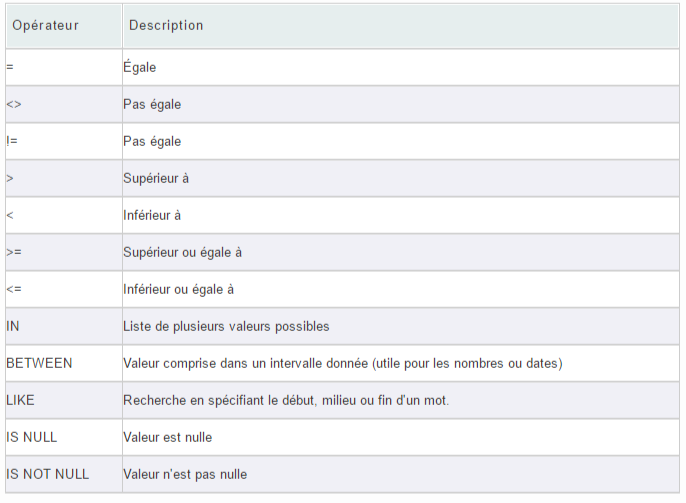 Opérateur Description
= Égale
<> Pas égale
!= Pas égale
> Supérieur à
< Inférieur à
>= Supérieur ou égale à
<= Inférieur ou égale à
IN Liste de plusieurs valeurs possibles
BETWEEN Valeur comprise dans un intervalle donnée (utile pour les nombres ou dates)
LIKE Recherche en spécifiant le début, milieu ou fin d'un mot.
IS NULL Valeur est nulle
IS NOT NULL Valeur n'est pas nulle